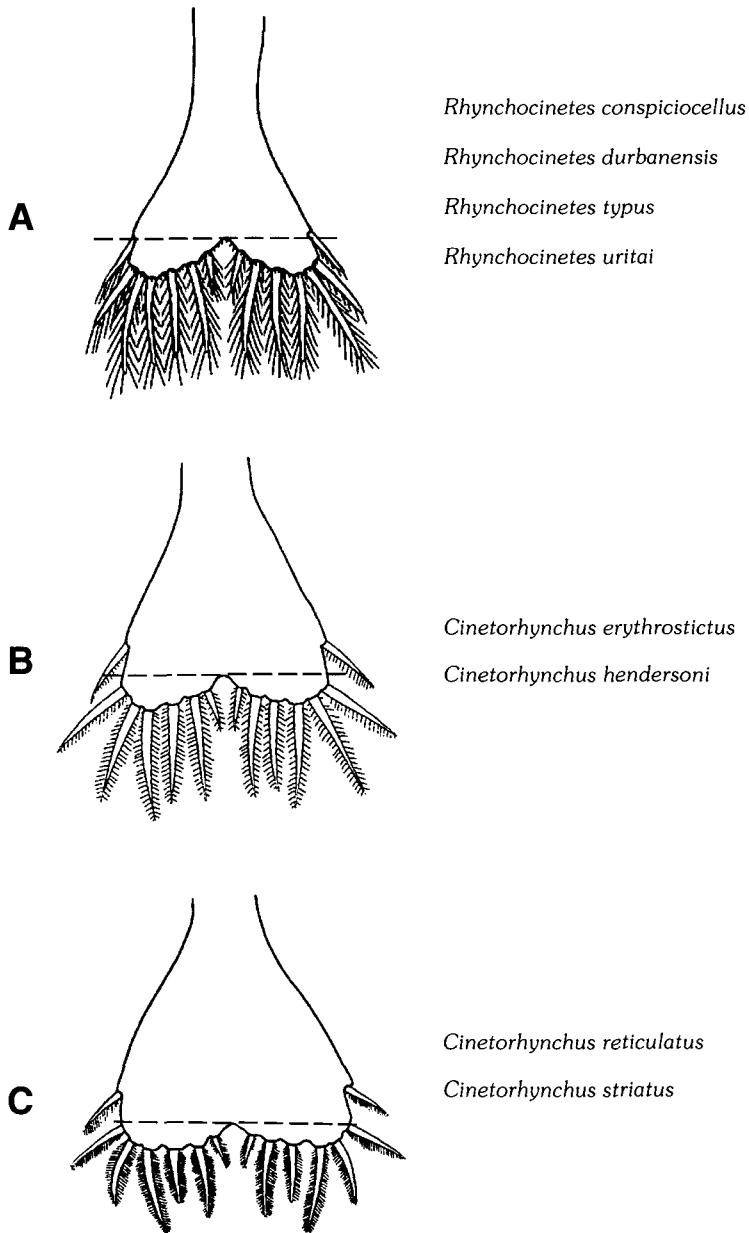 Rhynchocinetes conspiciocellus
Rhynchocinetes durbanensis
A
Rhynchocinetes typus
Rhynchocinetes uritai
Cinetorhynchus erythrostictus
B
Cinetorhynchus hendersoni
Cinetorhynchus reticulatus
C
Cinetorhynchus striatus